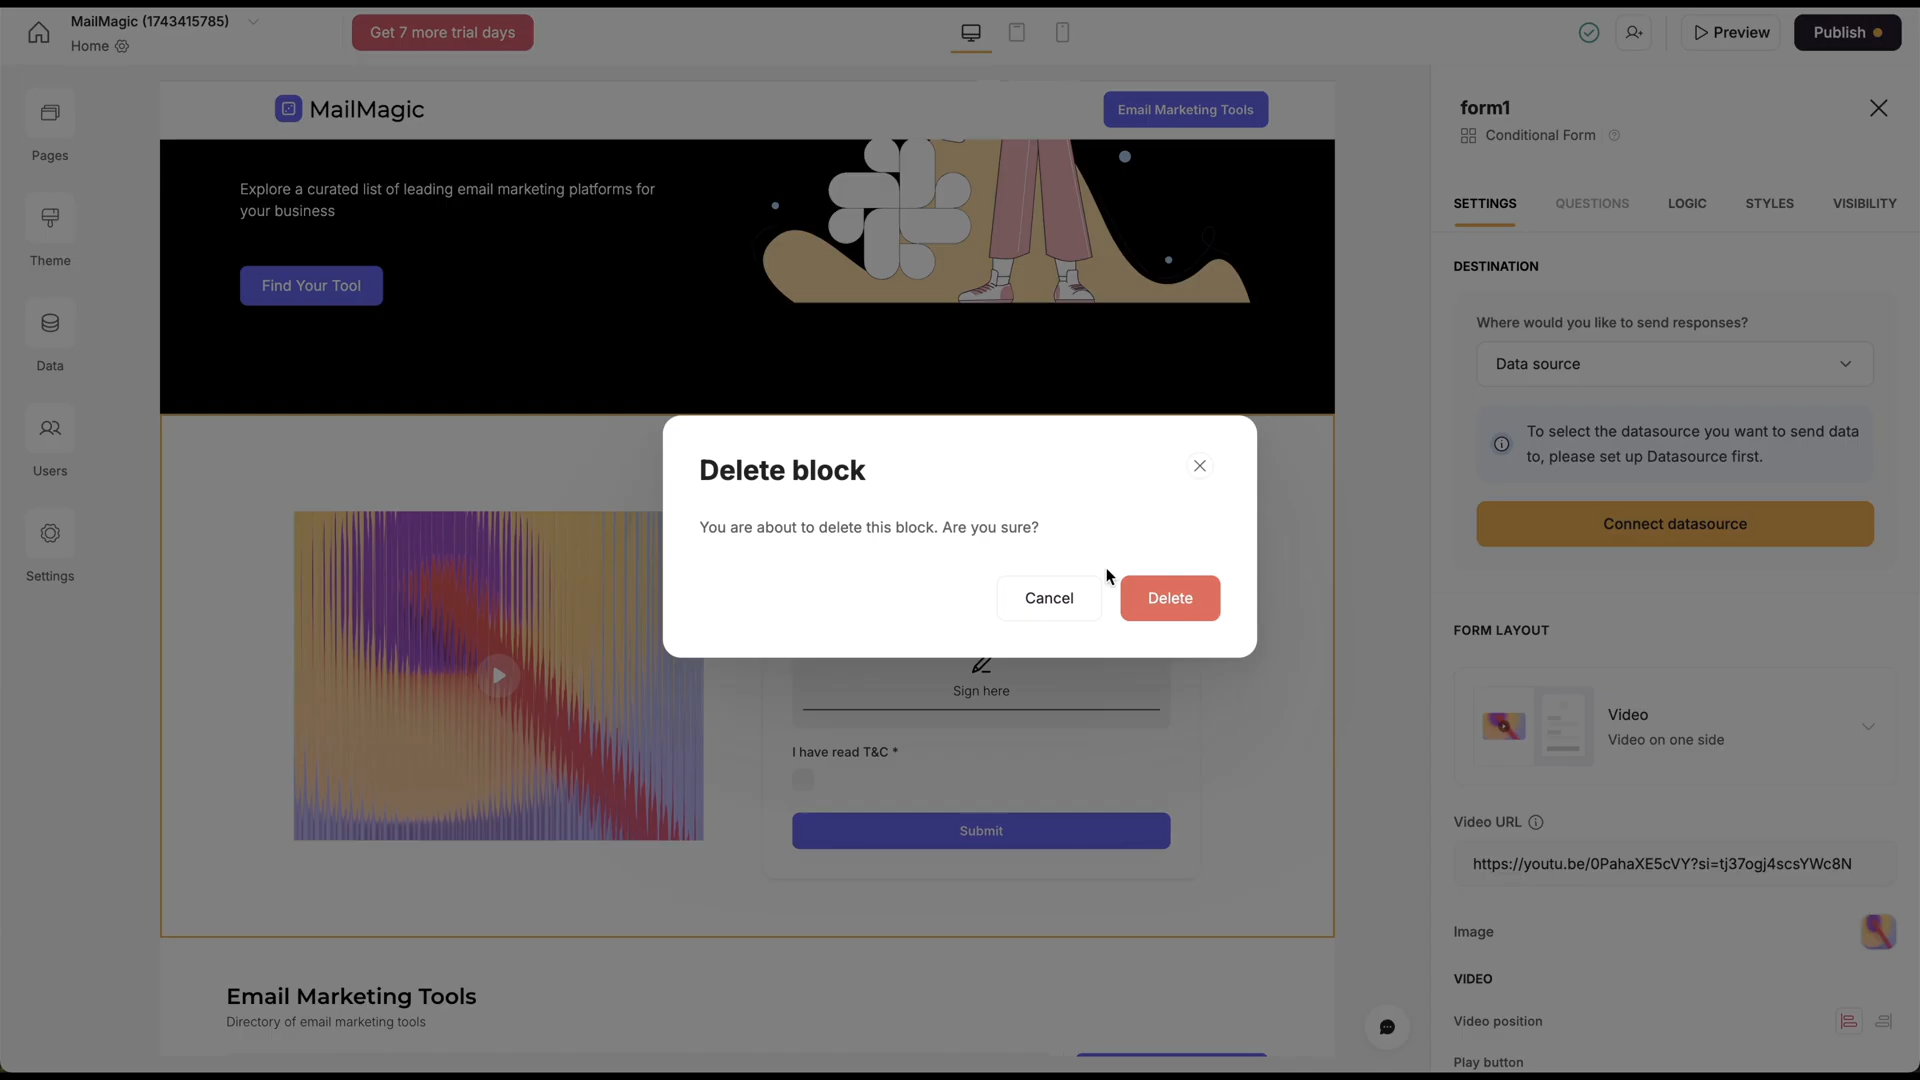 MailMagic (1743415785)
Home
Get 7 more trial days
Preview
Publish
Pages
Theme
Data
Users
Settings
MailMagic
Email Marketing Tools
Explore a curated list of leading email marketing platforms for
your business
Find Your Tool
Delete block
You are about to delete this block. Are you sure?
Cancel
Delete
Sign here
I have read T&C *
Submit
Email Marketing Tools
Directory of email marketing tools
form1
Conditional Form
SETTINGS
QUESTIONS
LOGIC
STYLES
VISIBILITY
DESTINATION
Where would you like to send responses?
Data source
To select the datasource you want to send data
to, please set up Datasource first.
Connect datasource
FORM LAYOUT
Video
Video on one side
Video URL
https://youtu.be/0PahaXE5cVY?si=tj37ogj4scsYWc8N
Image
VIDEO
Video position
Play button